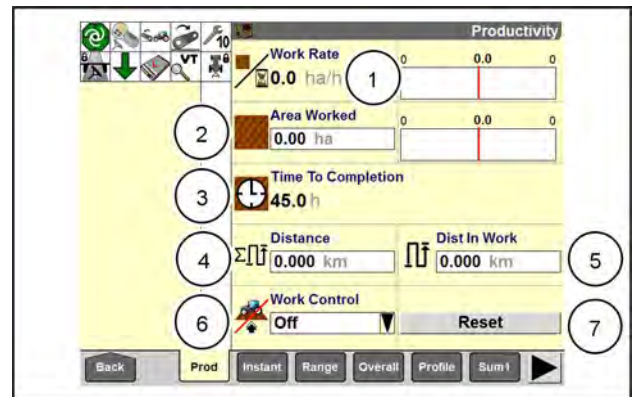 Productivity
10
VT
A
Work Rate
0.0 ha/h
1
0 0.0 0
2
Area Worked
0.00 ha
0 0.0 0
3
Time To Completion
45.0 h
4
Distance
Σ 0.000 km
Dist In Work
0.000 km
5
6
Work Control
Off
Reset
7
Back Prod Instant Range Overall Profile Sum1